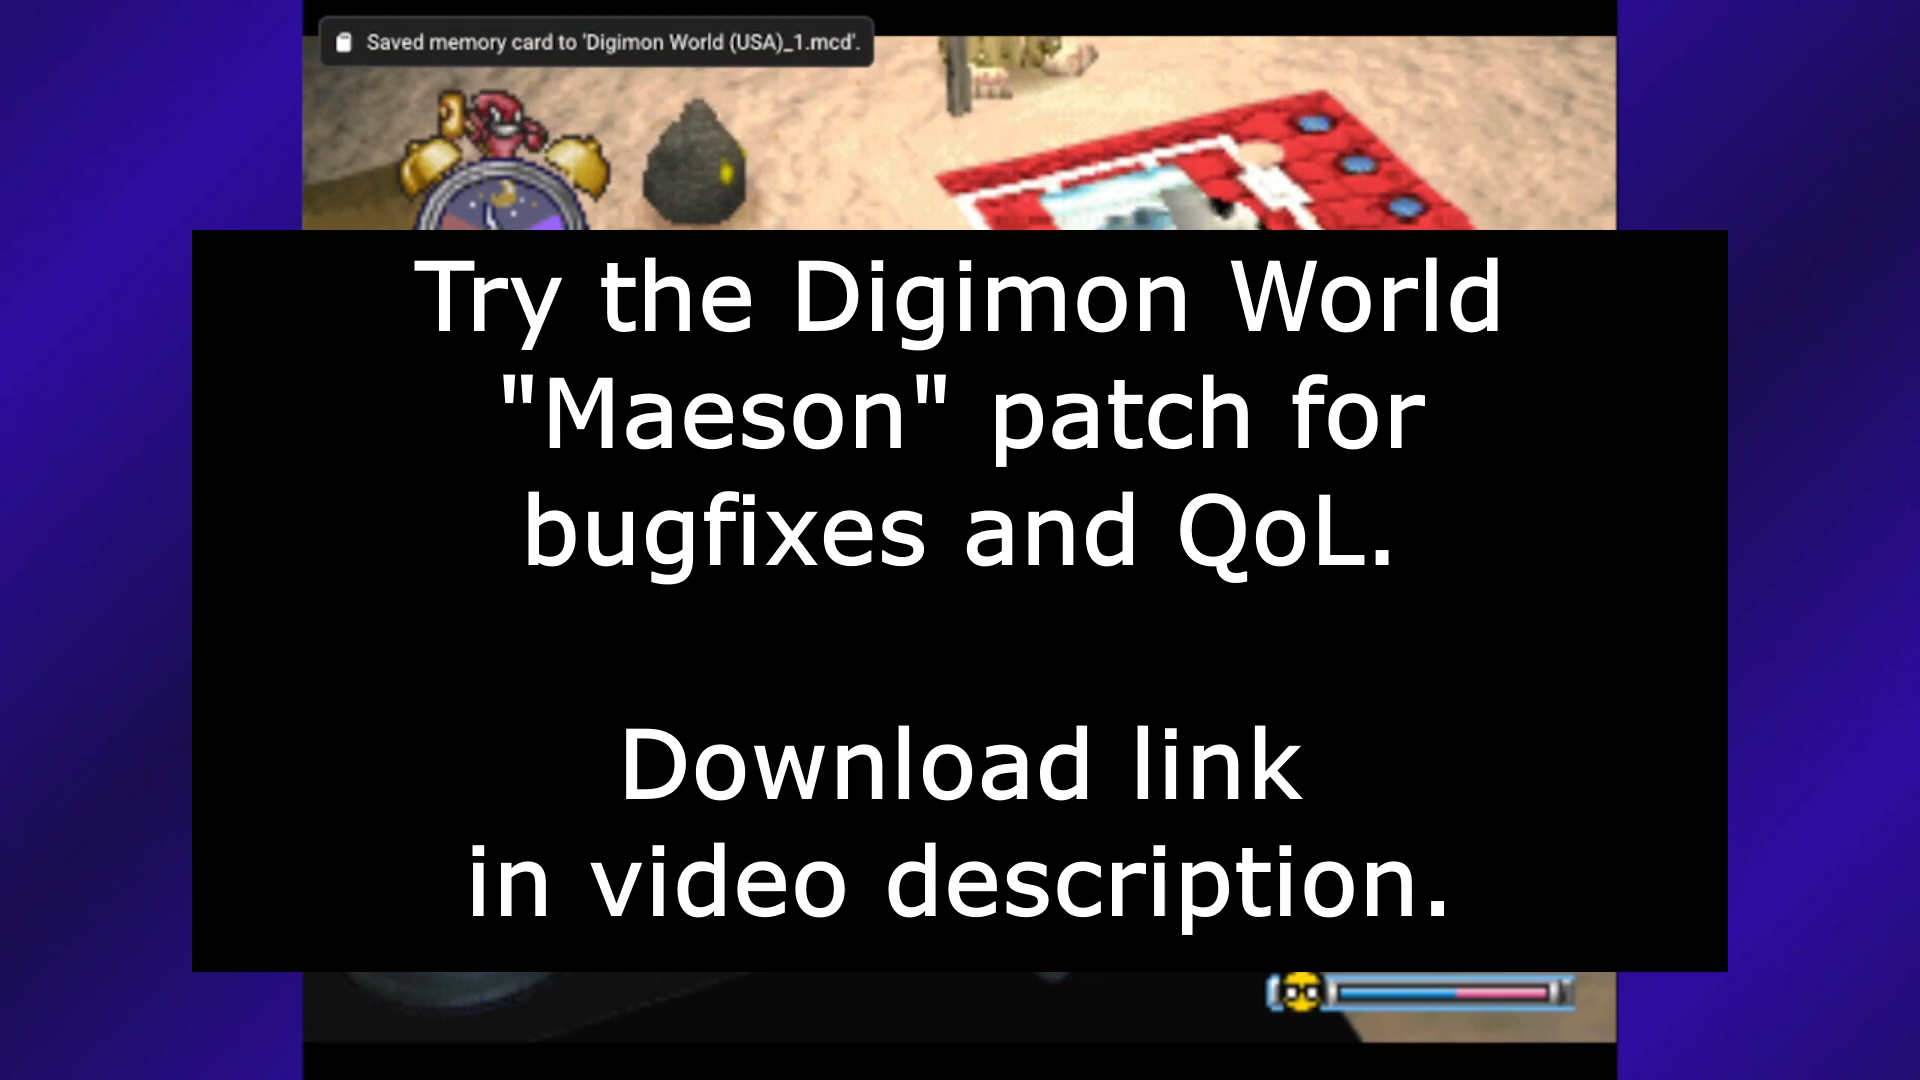 Saved memory card to 'Digimon World (USA)_1.mcd'.
Try the Digimon World
"Maeson" patch for
bugfixes and QoL.
Download link
in video description.